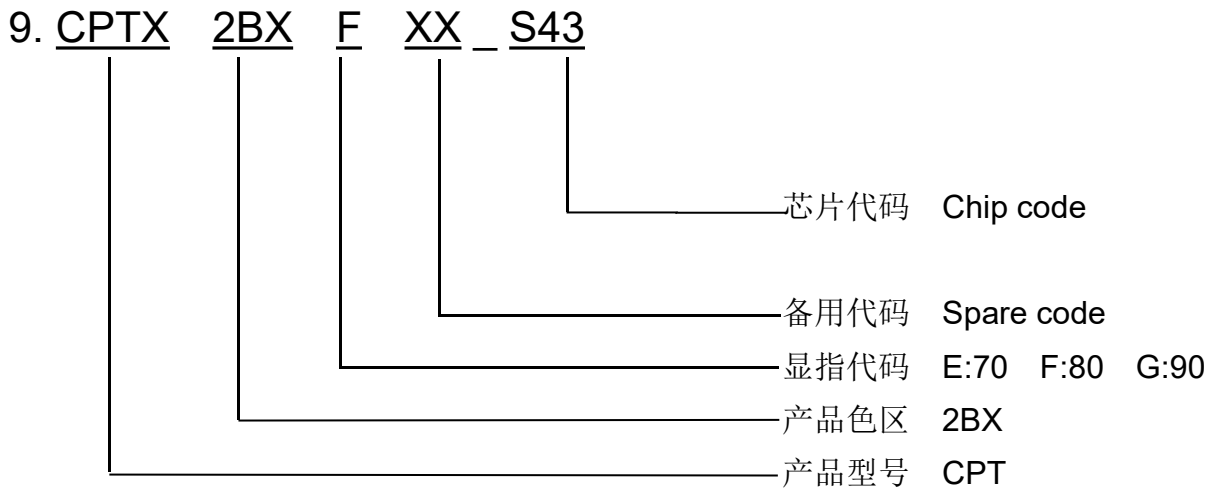 9. CPTX 2BX F XX _ S43
芯片代码 Chip code
备用代码 Spare code
显指代码 E:70 F:80 G:90
产品色区 2BX
产品型号 CPT